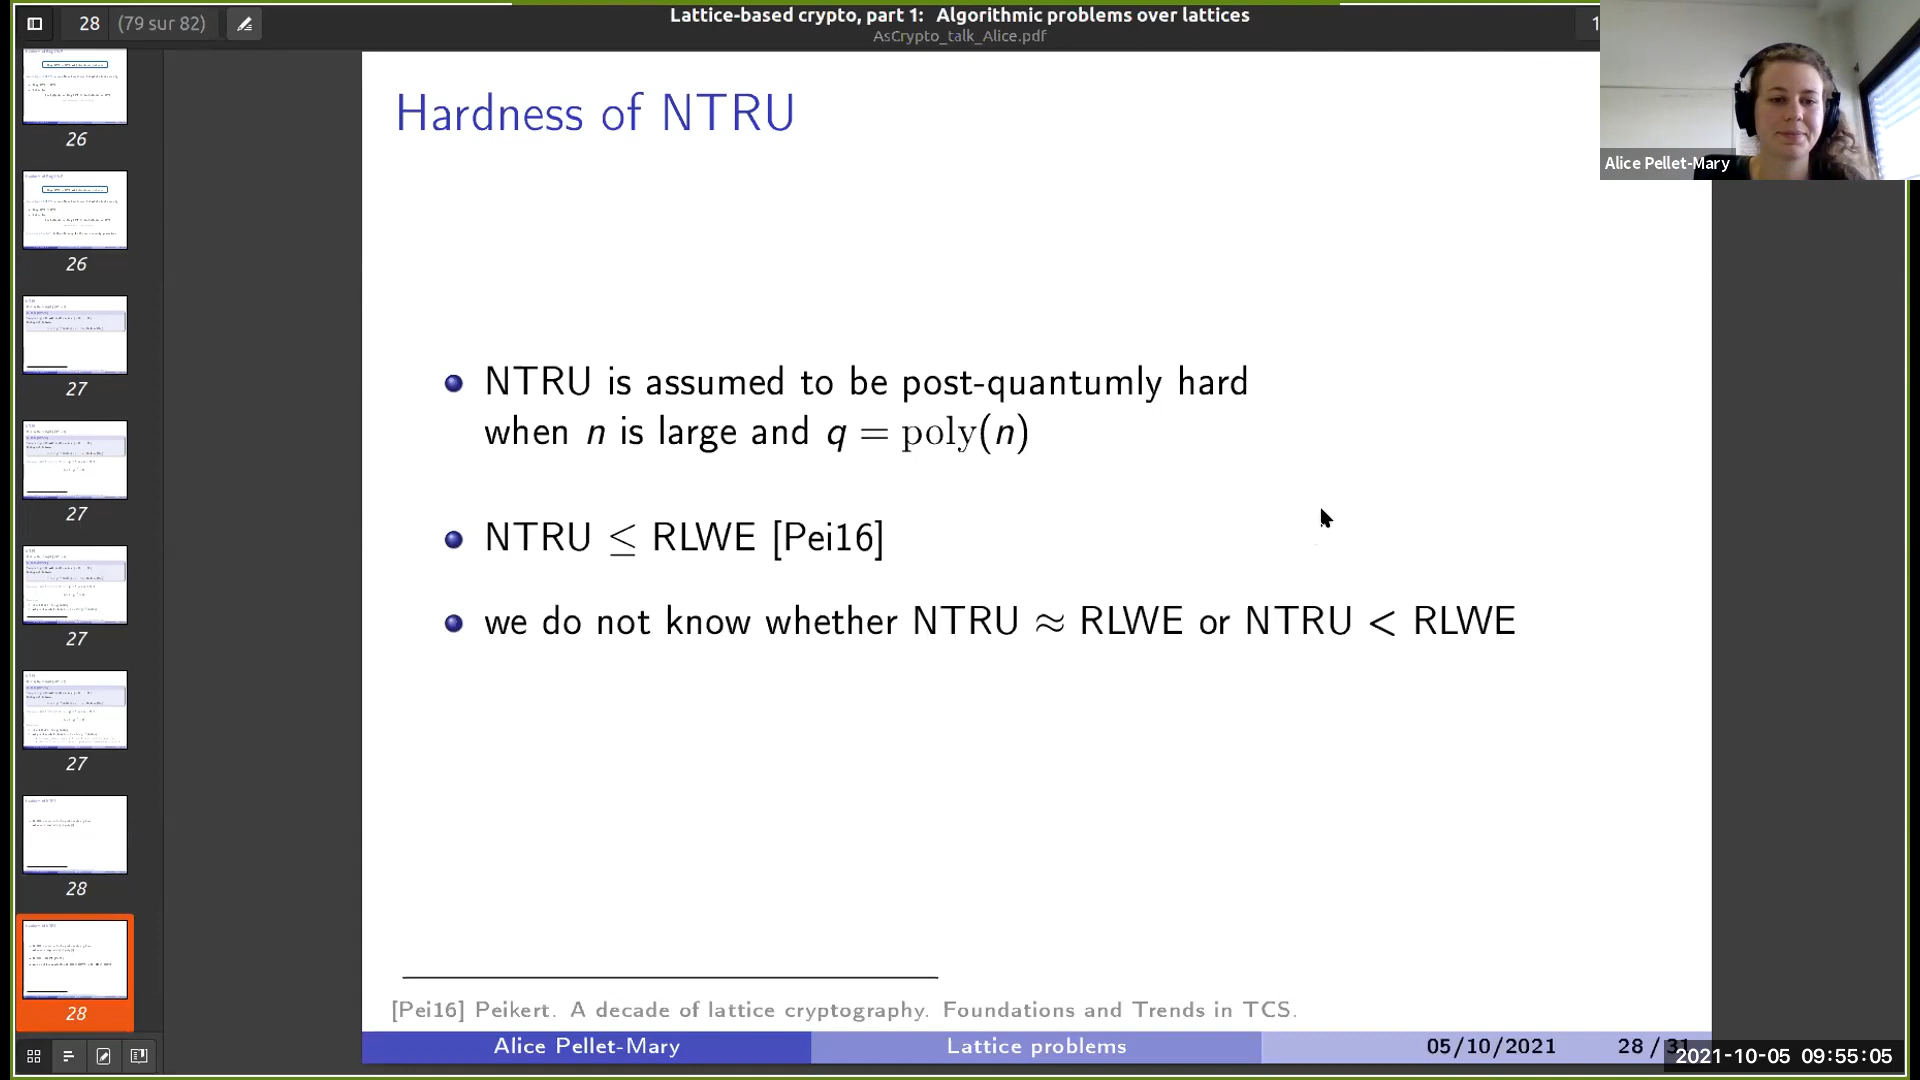 28 (79 sur 82)
Lattice-based crypto, part 1: Algorithmic problems over lattices
AsCrypto_talk_Alice.pdf
1
Alice Pellet-Mary
26
26
27
27
27
27
28
28
Hardness of NTRU
NTRU is assumed to be post-quantumly hard
when n is large and q = poly(n)
NTRU ≤ RLWE [Pei16]
we do not know whether NTRU ≈ RLWE or NTRU < RLWE
[Pei16] Peikert. A decade of lattice cryptography. Foundations and Trends in TCS.
Alice Pellet-Mary Lattice problems 05/10/2021 28 / 31
2021-10-05 09:55:05